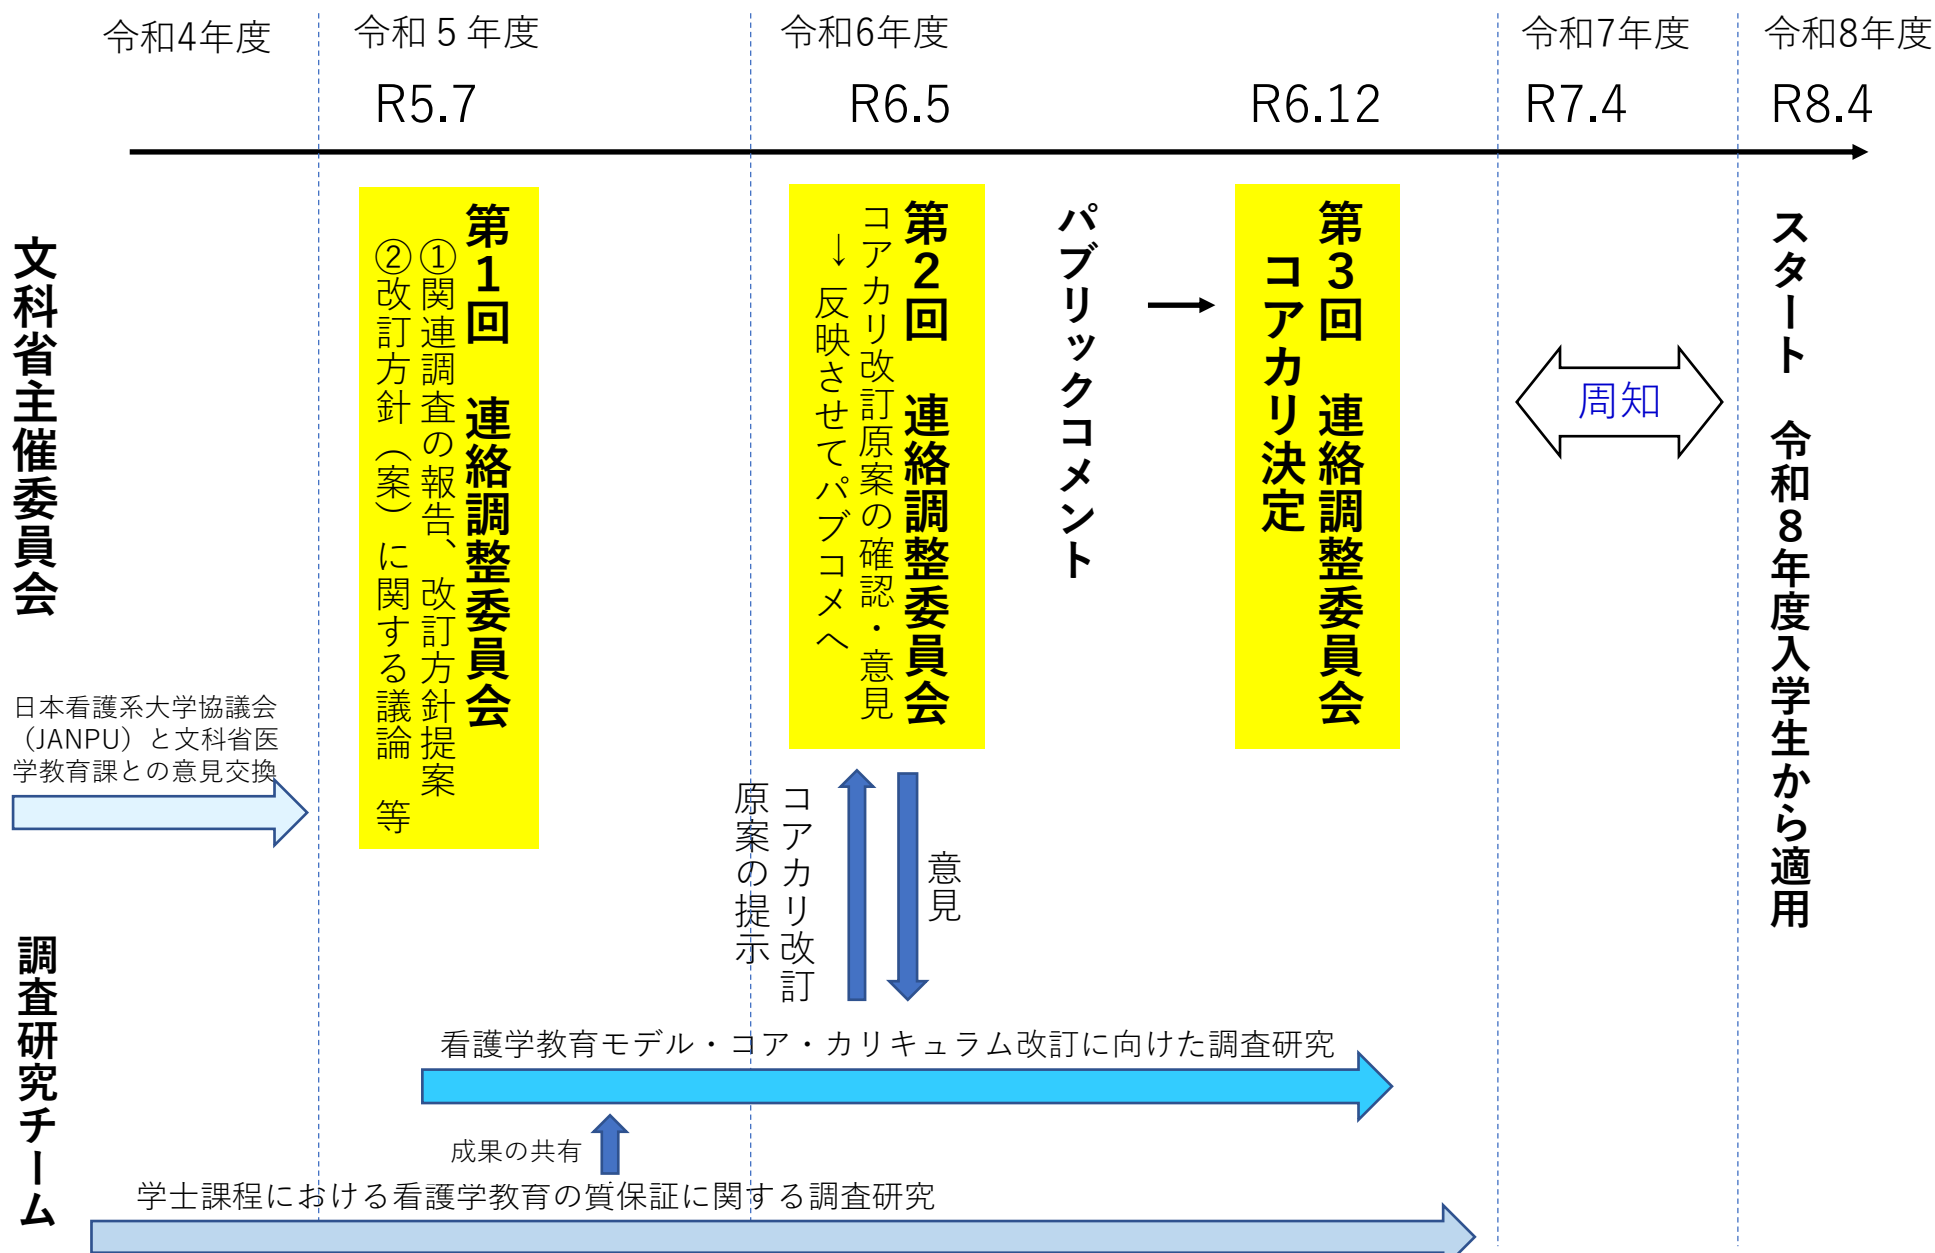 令和4年度
令和５年度
令和6年度
令和7年度
令和8年度
R5.7
R6.5
R6.12
R7.4
R8.4
文科省主催委員会
第1回　連絡調整委員会
①関連調査の報告、改訂方針提案
②改訂方針（案）に関する議論　等
第2回　連絡調整委員会
コアカリ改訂原案の確認・意見
→反映させてパブコメへ
パブリックコメント
第3回　連絡調整委員会
コアカリ決定
周知
スタート　令和8年度入学生から適用
日本看護系大学協議会
（JANPU）と文科省医
学教育課との意見交換
コアカリ改訂
原案の提示
意見
調査研究チーム
看護学教育モデル・コア・カリキュラム改訂に向けた調査研究
成果の共有
学士課程における看護学教育の質保証に関する調査研究